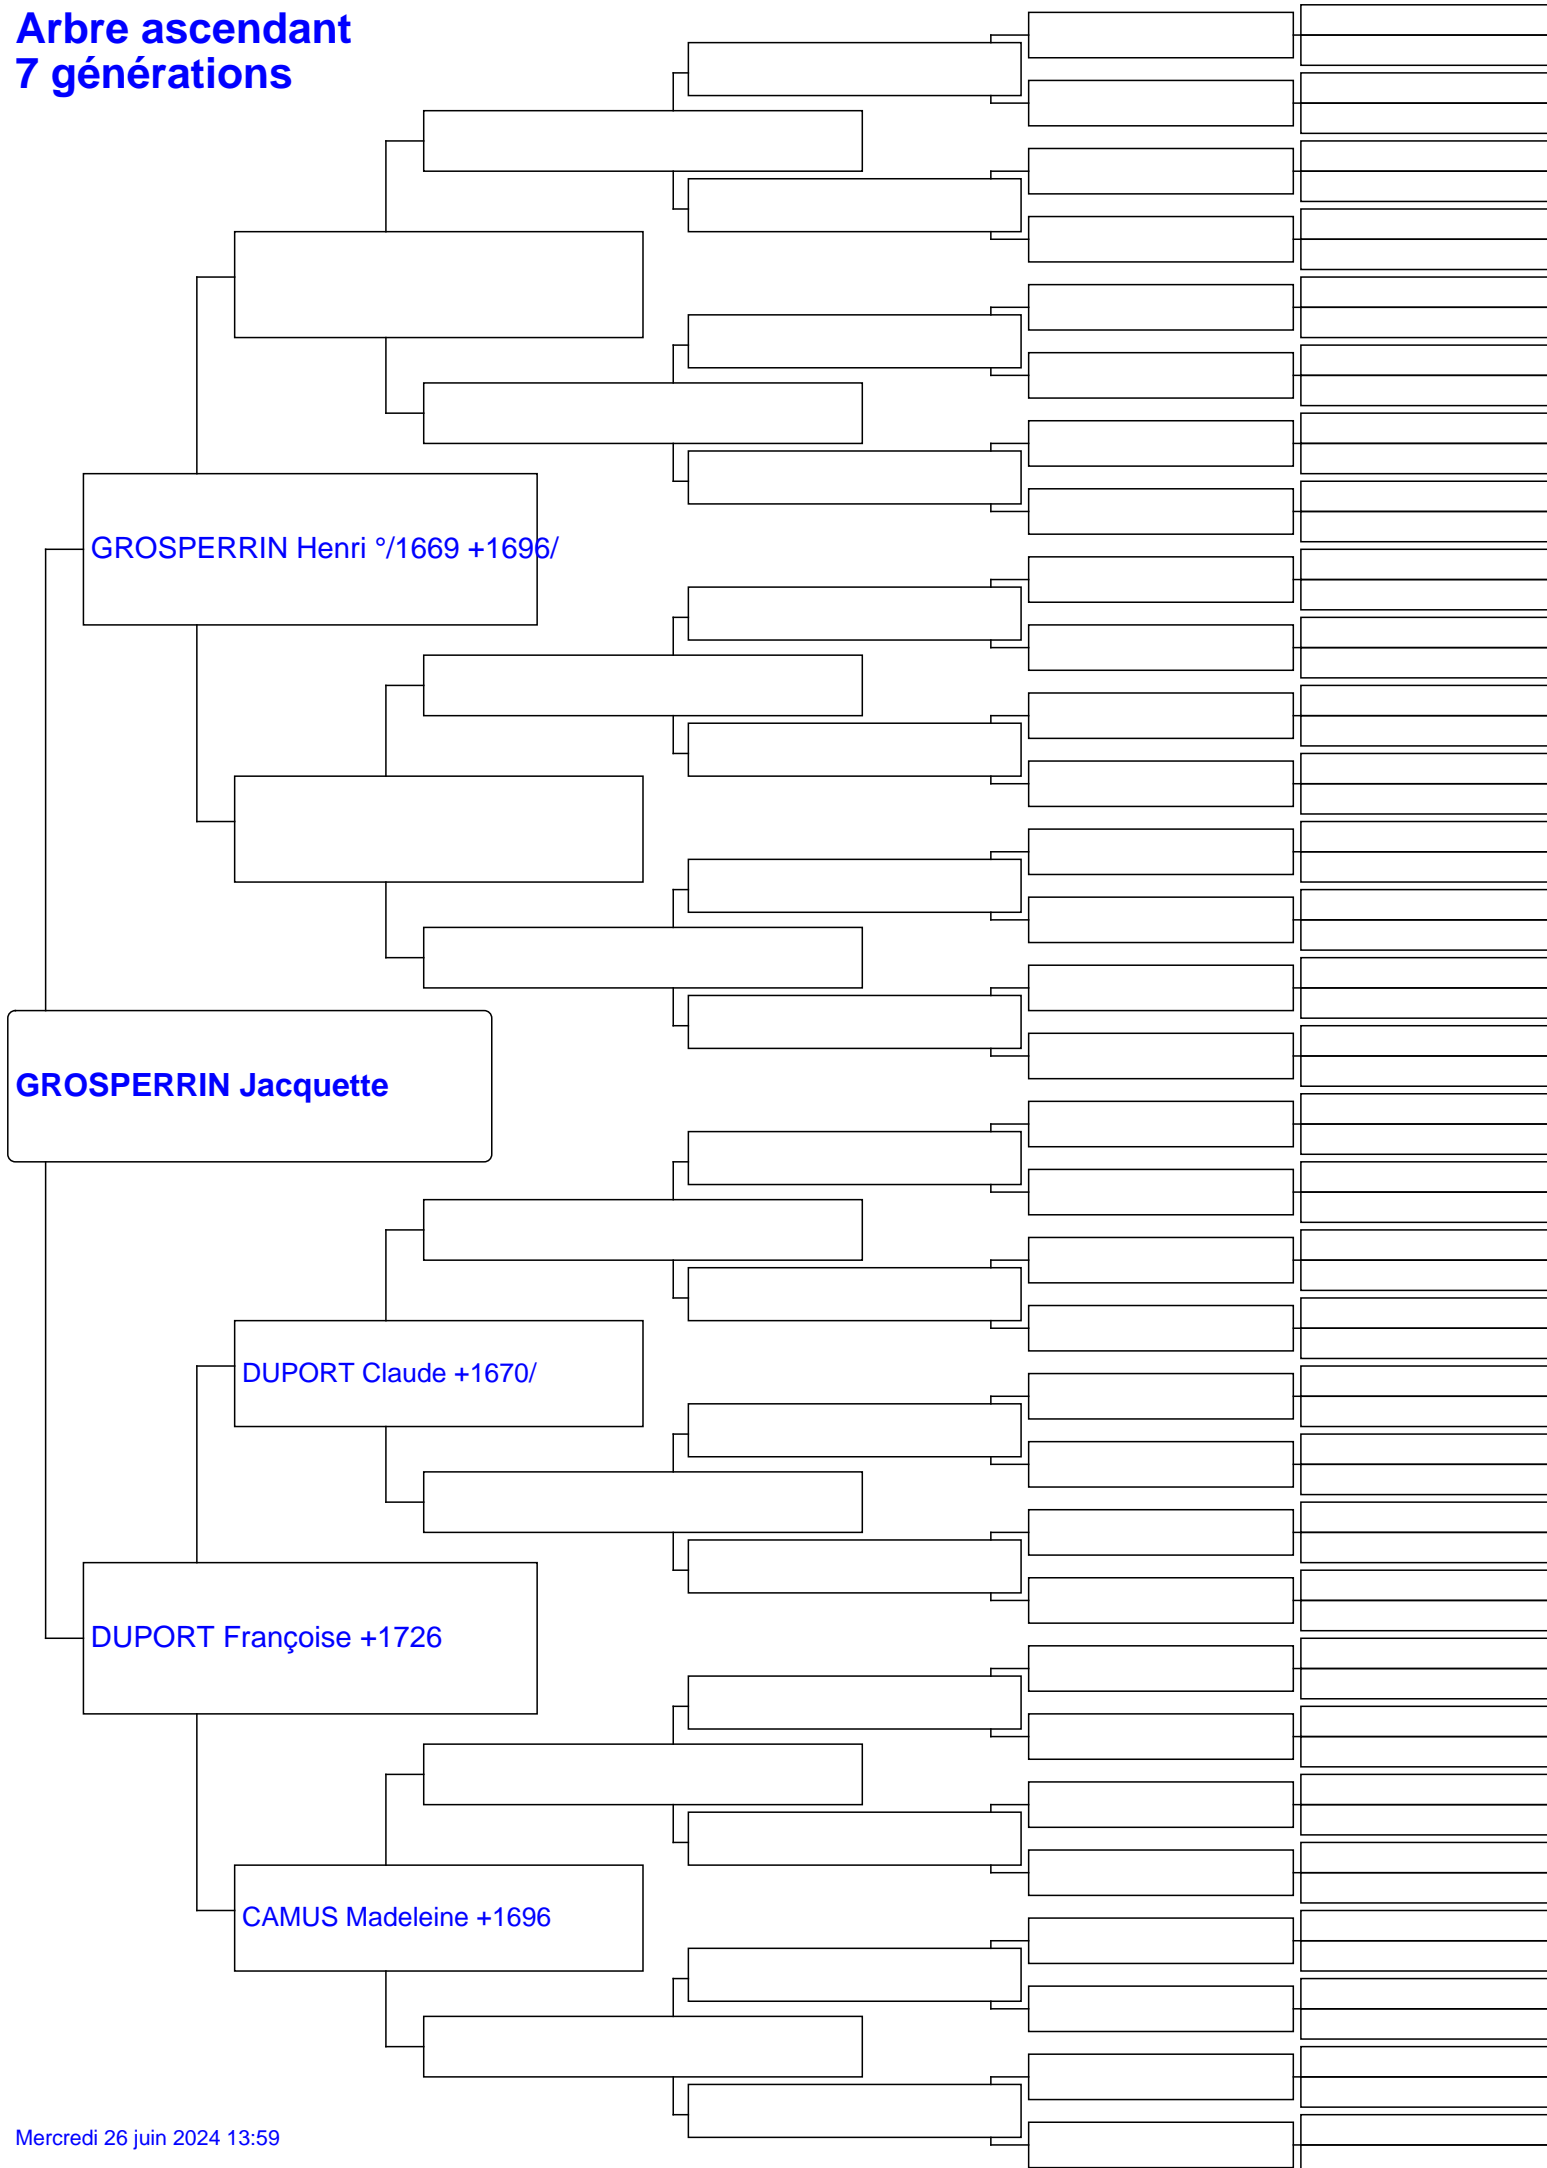 Arbre ascendant
7 générations
GROSPERRIN Henri °/1669 +1696/
GROSPERRIN Jacquette
DUPORT Claude +1670/
DUPORT Françoise +1726
CAMUS Madeleine +1696
Mercredi 26 juin 2024 13:59